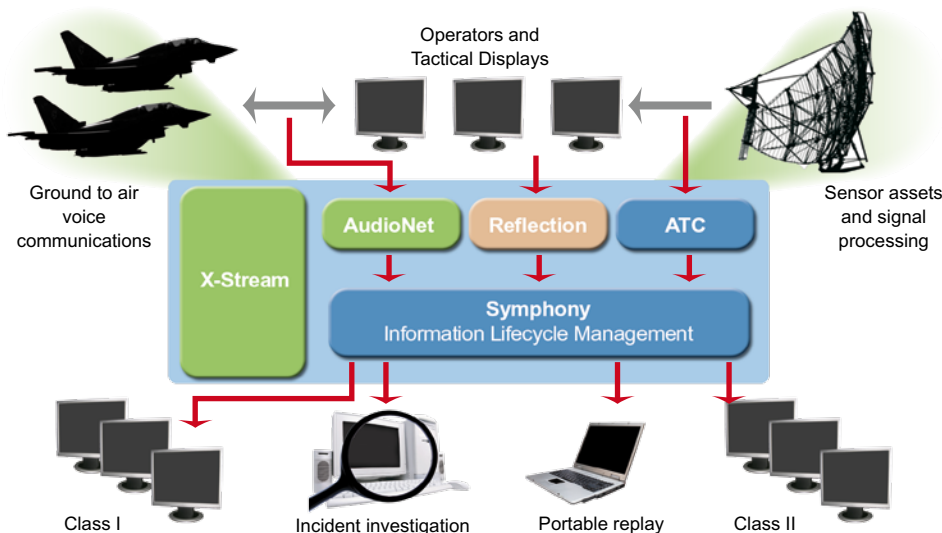 Operators and
Tactical Displays
Ground to air
voice
communications
Sensor assets
and signal
processing
X-Stream
AudioNet
Reflection
ATC
Symphony
Information Lifecycle Management
Class I
Incident investigation
Portable replay
Class II